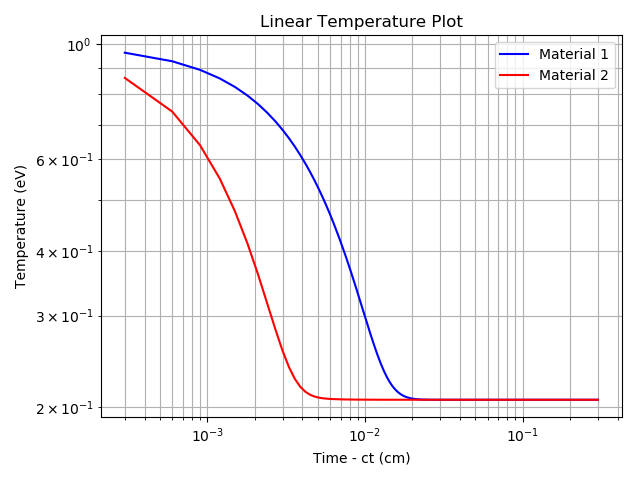 Linear Temperature Plot
10⁰
6 × 10⁻¹
4 × 10⁻¹
3 × 10⁻¹
2 × 10⁻¹
Temperature (eV)
Material 1
Material 2
10⁻³
10⁻²
10⁻¹
Time - ct (cm)